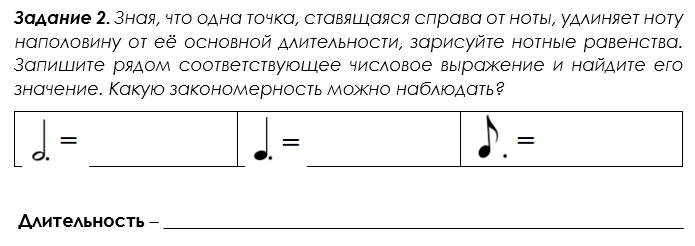 Задание 2. Зная, что одна точка, ставящаяся справа от ноты, удлиняет ноту
наполовину от её основной длительности, зарисуйте нотные равенства.
Запишите рядом соответствующее числовое выражение и найдите его
значение. Какую закономерность можно наблюдать?
= = =
Длительность –